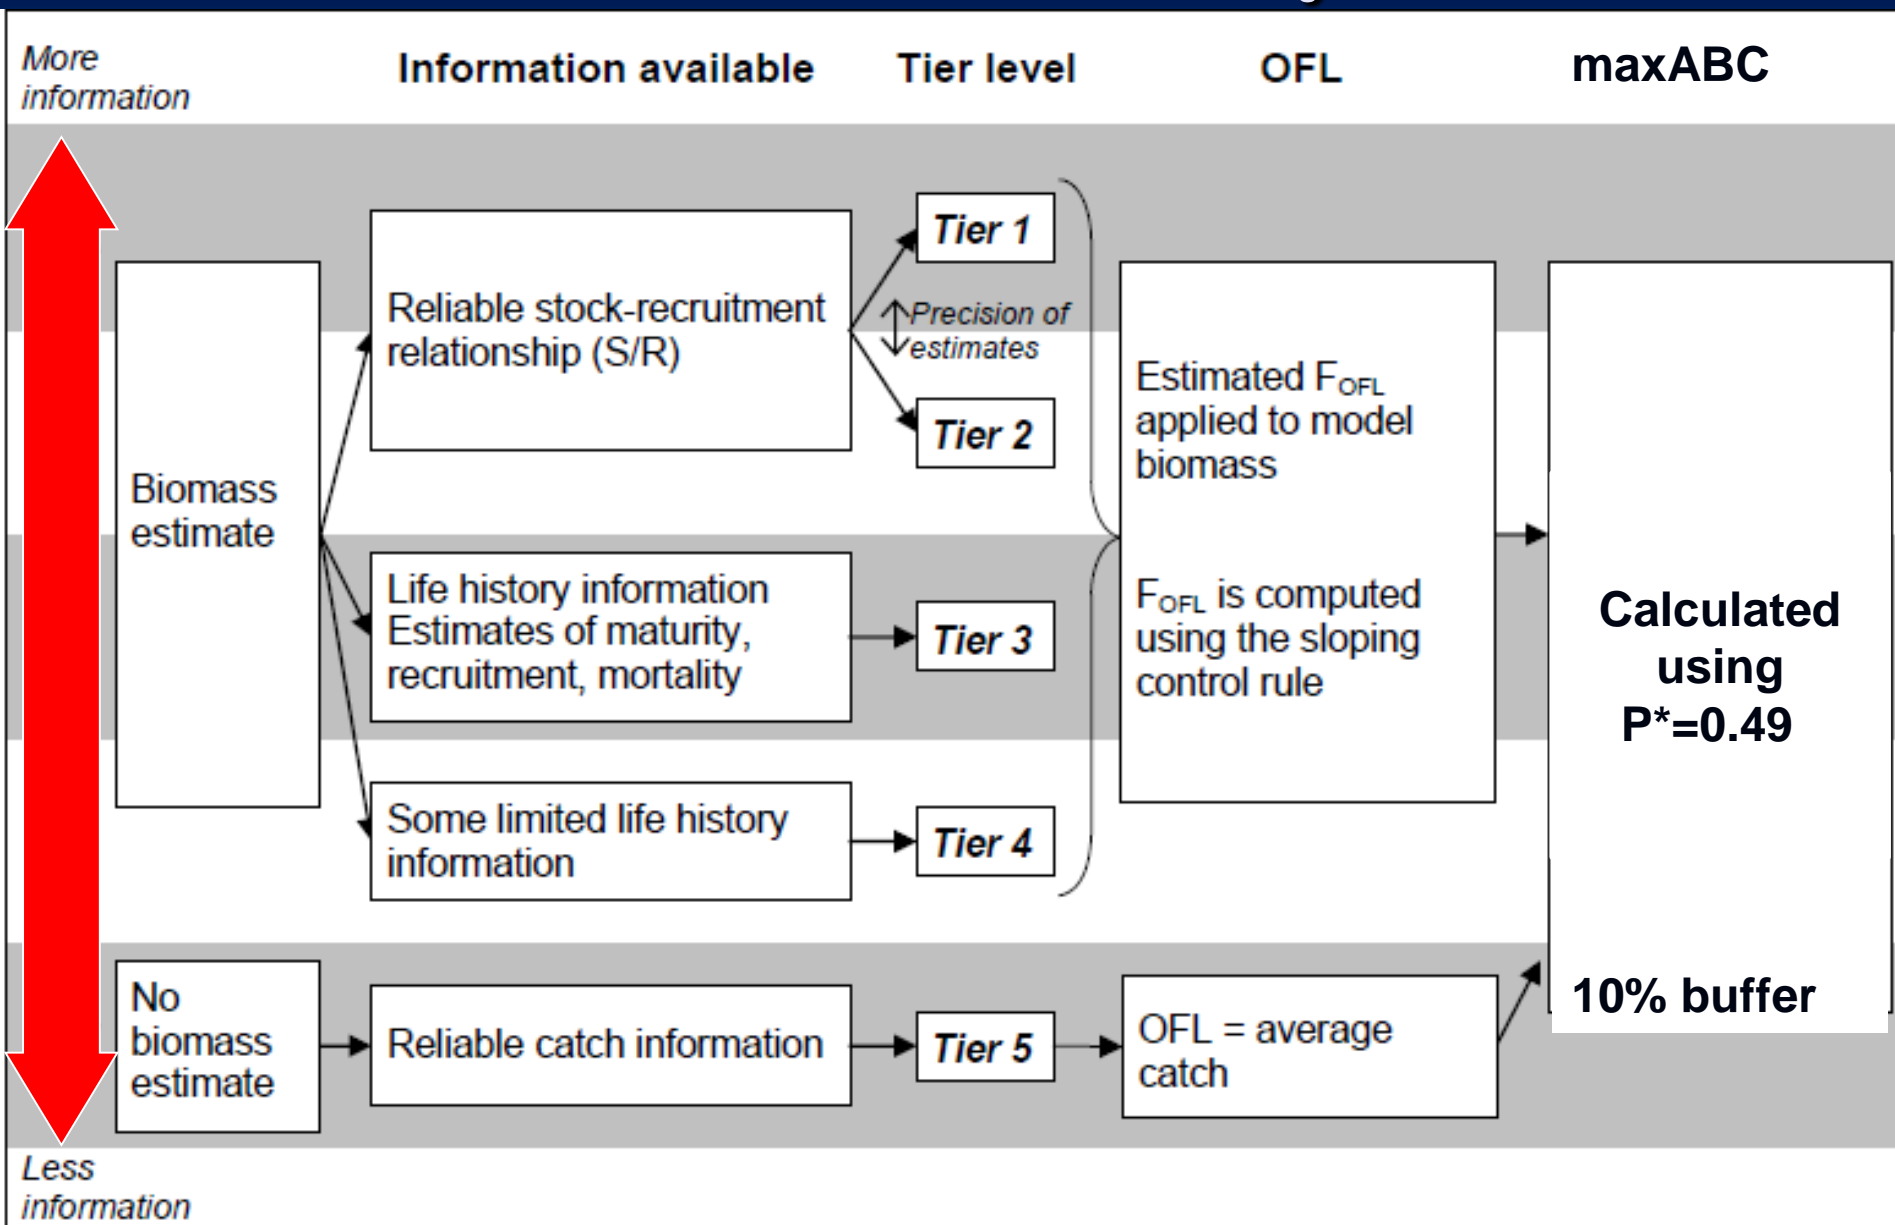 More
information
Information available
Tier level
OFL
maxABC
Biomass
estimate
Reliable stock-recruitment
relationship (S/R)
Tier 1
Precision of
estimates
Tier 2
Life history information
Estimates of maturity,
recruitment, mortality
Tier 3
Some limited life history
information
Tier 4
Estimated FOFL
applied to model
biomass
FOFL is computed
using the sloping
control rule
Calculated
using
P*=0.49
No
biomass
estimate
Reliable catch information
Tier 5
OFL = average
catch
10% buffer
Less
information